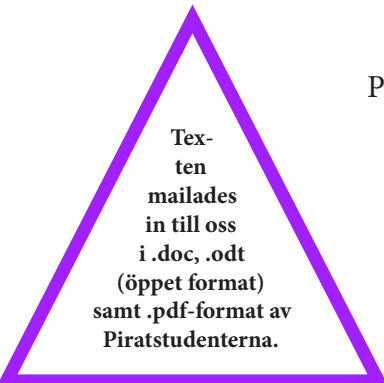 P
Tex-
ten
mailades
in till oss
i .doc, .odt
(öppet format)
samt .pdf-format av
Piratstudenterna.